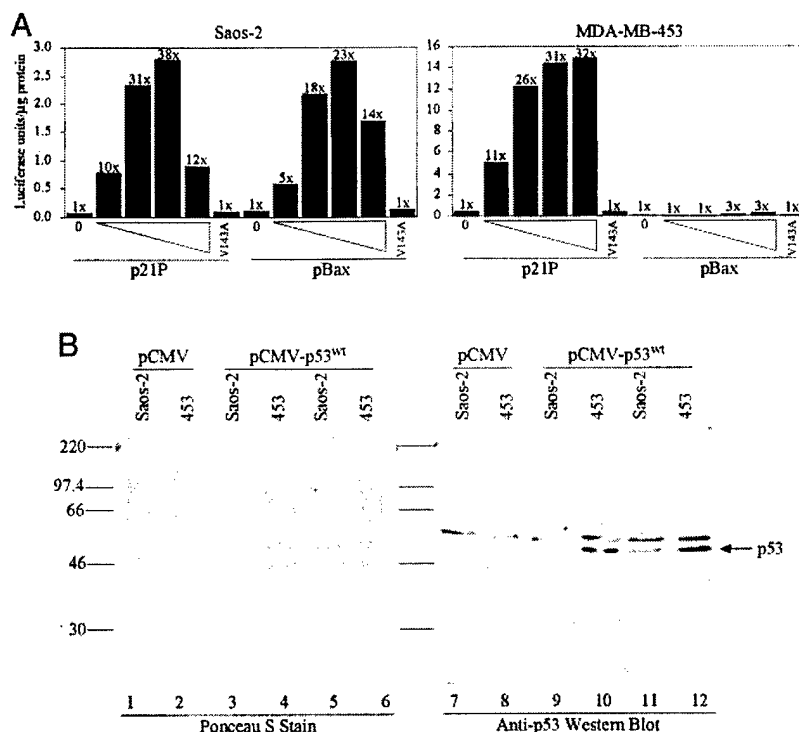 A
Saos-2
MDA-MB-453
Luciferase units/µg protein
3.0
2.5
2.0
1.5
1.0
0.5
0.0
1x 10x 31x 38x 12x 1x 1x 5x 18x 23x 14x 1x
0 V143A 0 V143A
p21P pBax
16
14
12
10
8
6
4
2
0
1x 11x 26x 31x 32x 1x 1x 1x 1x 3x 3x 1x
0 V143A 0 V143A
p21P pBax
B
pCMV pCMV-p53wt pCMV pCMV-p53wt
Saos-2 453 Saos-2 453 Saos-2 453 Saos-2 453 Saos-2 453 Saos-2 453
220
97.4
66
46
30
p53
1 2 3 4 5 6 7 8 9 10 11 12
Ponceau S Stain Anti-p53 Western Blot